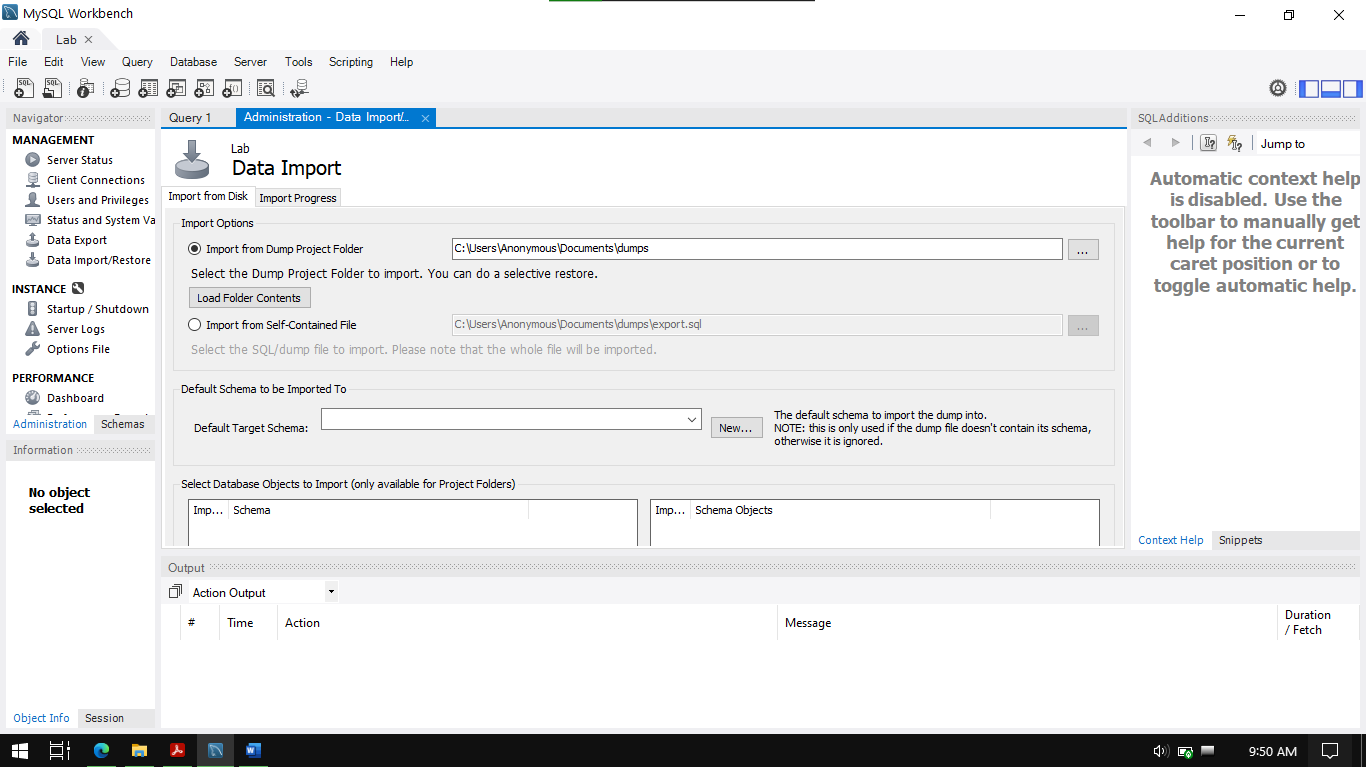 MySQL Workbench
Lab
File Edit View Query Database Server Tools Scripting Help
Navigator
MANAGEMENT
Server Status
Client Connections
Users and Privileges
Status and System Va
Data Export
Data Import/Restore
INSTANCE
Startup / Shutdown
Server Logs
Options File
PERFORMANCE
Dashboard
Administration Schemas
Information
No object
selected
Object Info Session
Query 1 Administration - Data Import/...
Lab
Data Import
Import from Disk Import Progress
Import Options
Import from Dump Project Folder C:\Users\Anonymous\Documents\dumps ...
Select the Dump Project Folder to import. You can do a selective restore.
Load Folder Contents
Import from Self-Contained File C:\Users\Anonymous\Documents\dumps\export.sql ...
Select the SQL/dump file to import. Please note that the whole file will be imported.
Default Schema to be Imported To
Default Target Schema: New...
The default schema to import the dump into.
NOTE: this is only used if the dump file doesn't contain its schema,
otherwise it is ignored.
Select Database Objects to Import (only available for Project Folders)
Imp... Schema Imp... Schema Objects
SQLAdditions
Jump to
Automatic context help
is disabled. Use the
toolbar to manually get
help for the current
caret position or to
toggle automatic help.
Context Help Snippets
Output
Action Output
# Time Action Message Duration
/ Fetch
9:50 AM